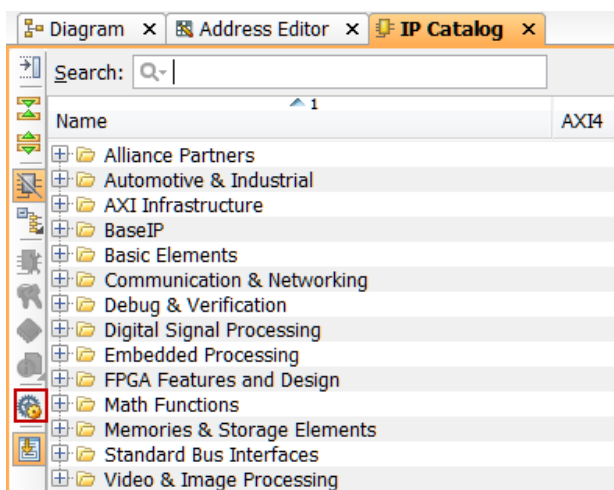 Diagram × Address Editor × IP Catalog ×
Search:
Name 1 AXI4
Alliance Partners
Automotive & Industrial
AXI Infrastructure
BaseIP
Basic Elements
Communication & Networking
Debug & Verification
Digital Signal Processing
Embedded Processing
FPGA Features and Design
Math Functions
Memories & Storage Elements
Standard Bus Interfaces
Video & Image Processing